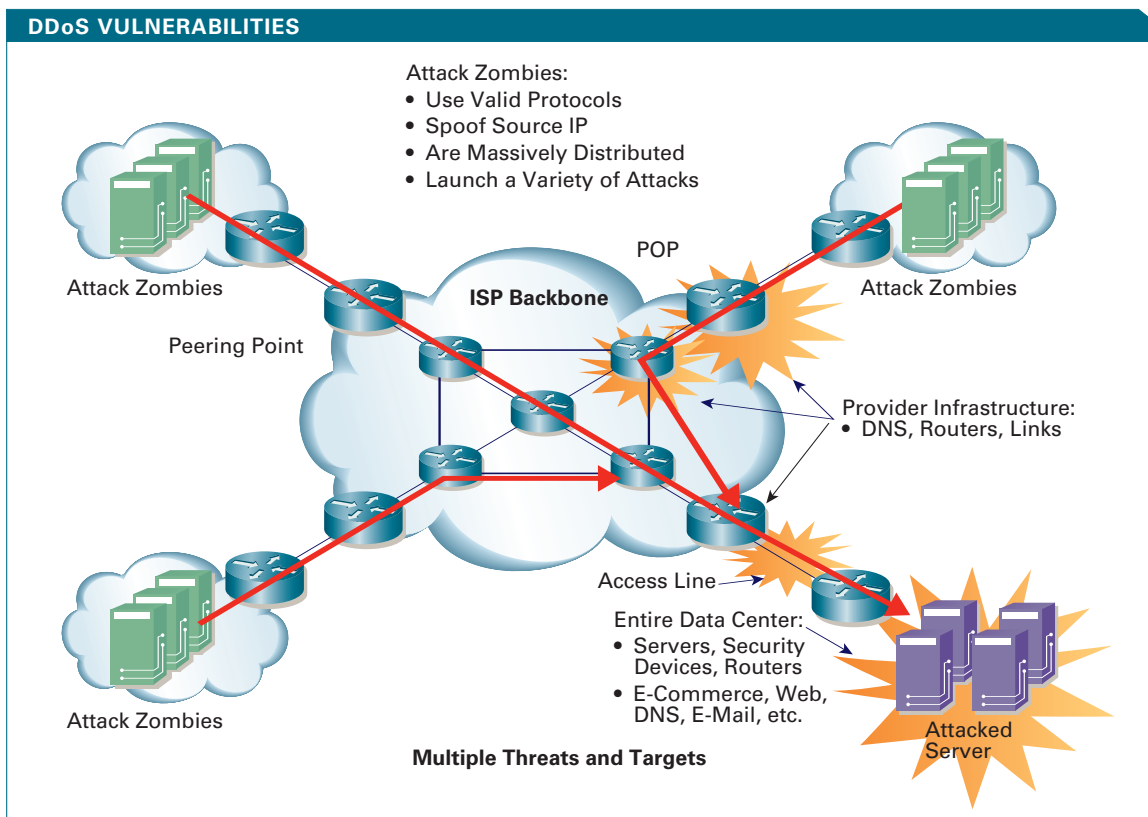 DDoS VULNERABILITIES
Attack Zombies:
• Use Valid Protocols
• Spoof Source IP
• Are Massively Distributed
• Launch a Variety of Attacks
Attack Zombies
POP
Attack Zombies
ISP Backbone
Peering Point
Provider Infrastructure:
• DNS, Routers, Links
Access Line
Entire Data Center:
• Servers, Security
Devices, Routers
• E-Commerce, Web,
DNS, E-Mail, etc.
Attack Zombies
Attacked
Server
Multiple Threats and Targets